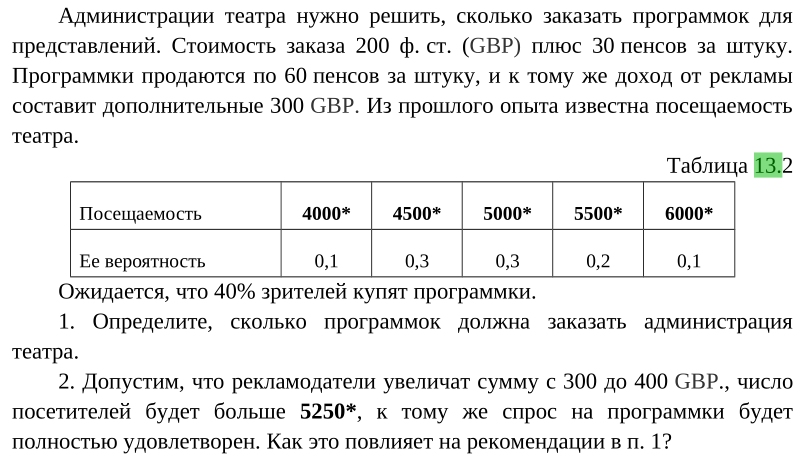 Администрации театра нужно решить, сколько заказать программок для
представлений. Стоимость заказа 200 ф. ст. (GBP) плюс 30 пенсов за штуку.
Программки продаются по 60 пенсов за штуку, и к тому же доход от рекламы
составит дополнительные 300 GBP. Из прошлого опыта известна посещаемость
театра.
Таблица 13.2
Посещаемость 4000* 4500* 5000* 5500* 6000*
Ее вероятность 0,1 0,3 0,3 0,2 0,1
Ожидается, что 40% зрителей купят программки.
1. Определите, сколько программок должна заказать администрация
театра.
2. Допустим, что рекламодатели увеличат сумму с 300 до 400 GBP., число
посетителей будет больше 5250*, к тому же спрос на программки будет
полностью удовлетворен. Как это повлияет на рекомендации в п. 1?